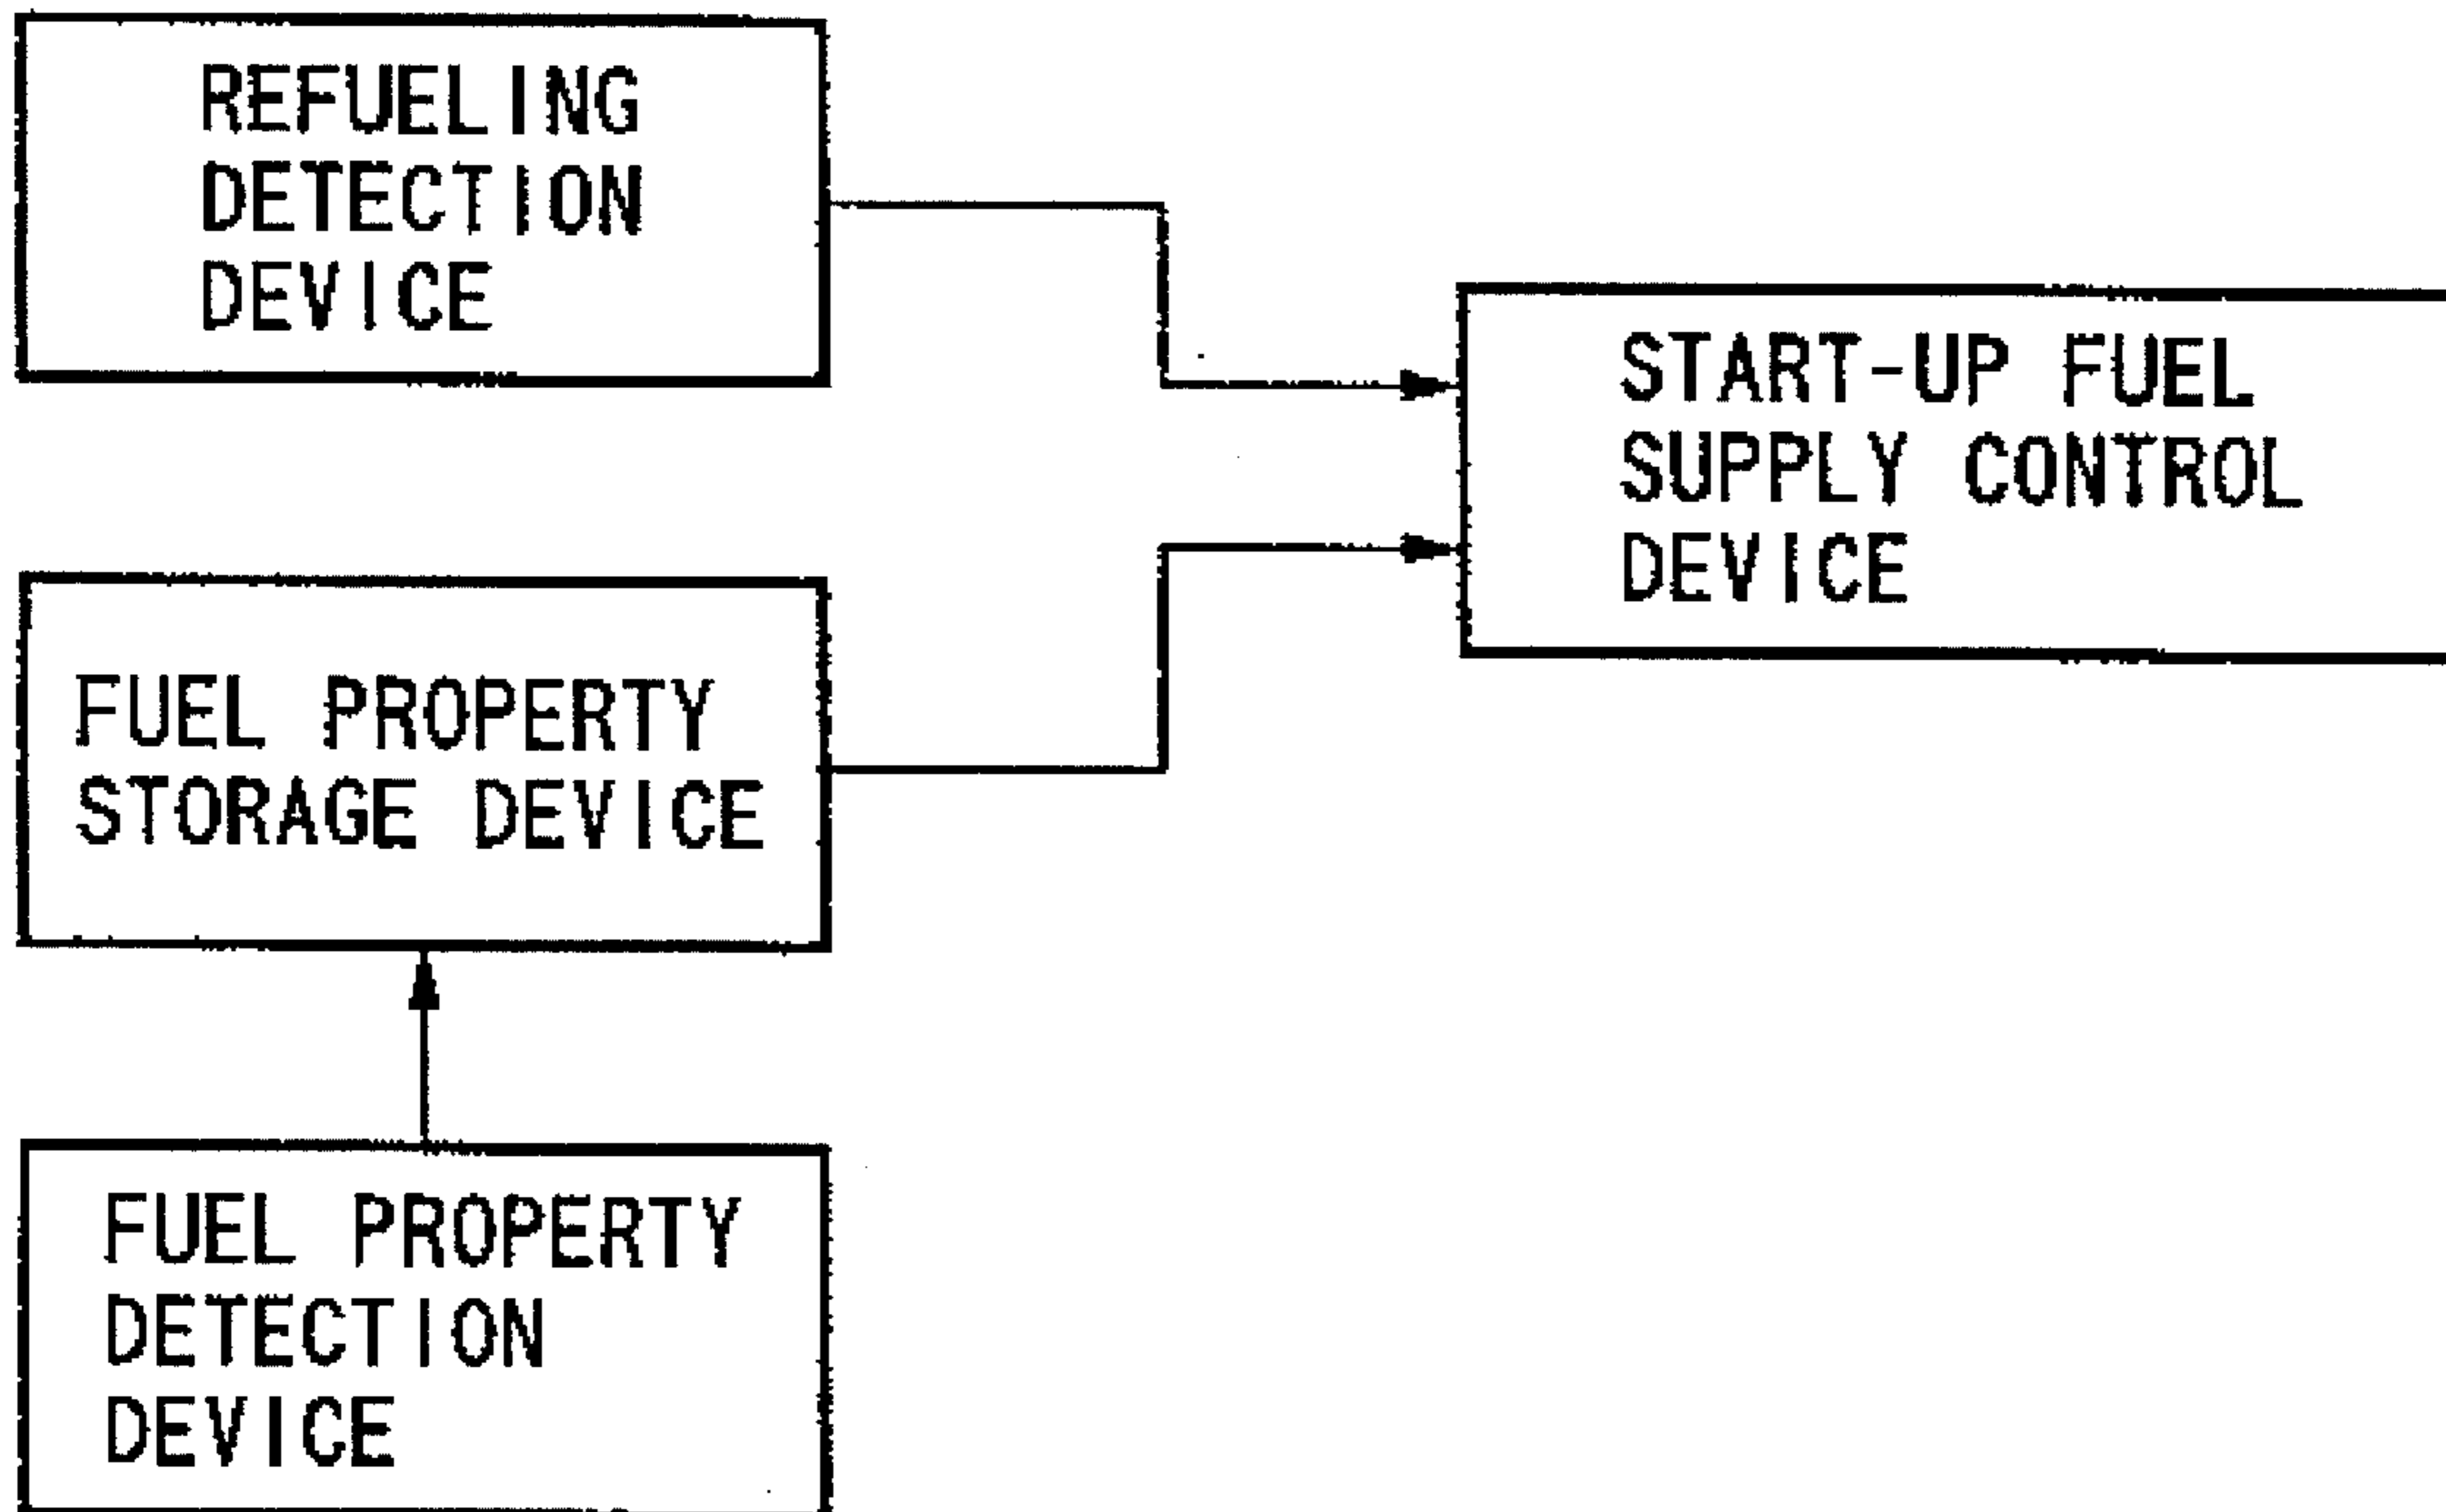 REFUELING
DETECTION
DEVICE
START-UP FUEL
SUPPLY CONTROL
DEVICE
FUEL PROPERTY
STORAGE DEVICE
FUEL PROPERTY
DETECTION
DEVICE